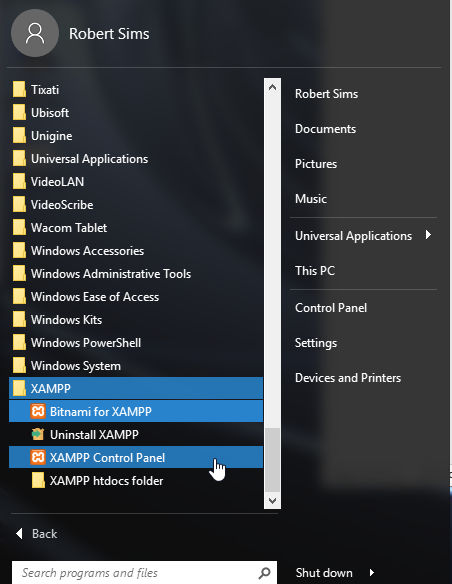 Robert Sims
Tixati
Ubisoft
Unigine
Universal Applications
VideoLAN
VideoScribe
Wacom Tablet
Windows Accessories
Windows Administrative Tools
Windows Ease of Access
Windows Kits
Windows PowerShell
Windows System
XAMPP
Bitnami for XAMPP
Uninstall XAMPP
XAMPP Control Panel
XAMPP htdocs folder
Back
Search programs and files
Robert Sims
Documents
Pictures
Music
Universal Applications
This PC
Control Panel
Settings
Devices and Printers
Shut down